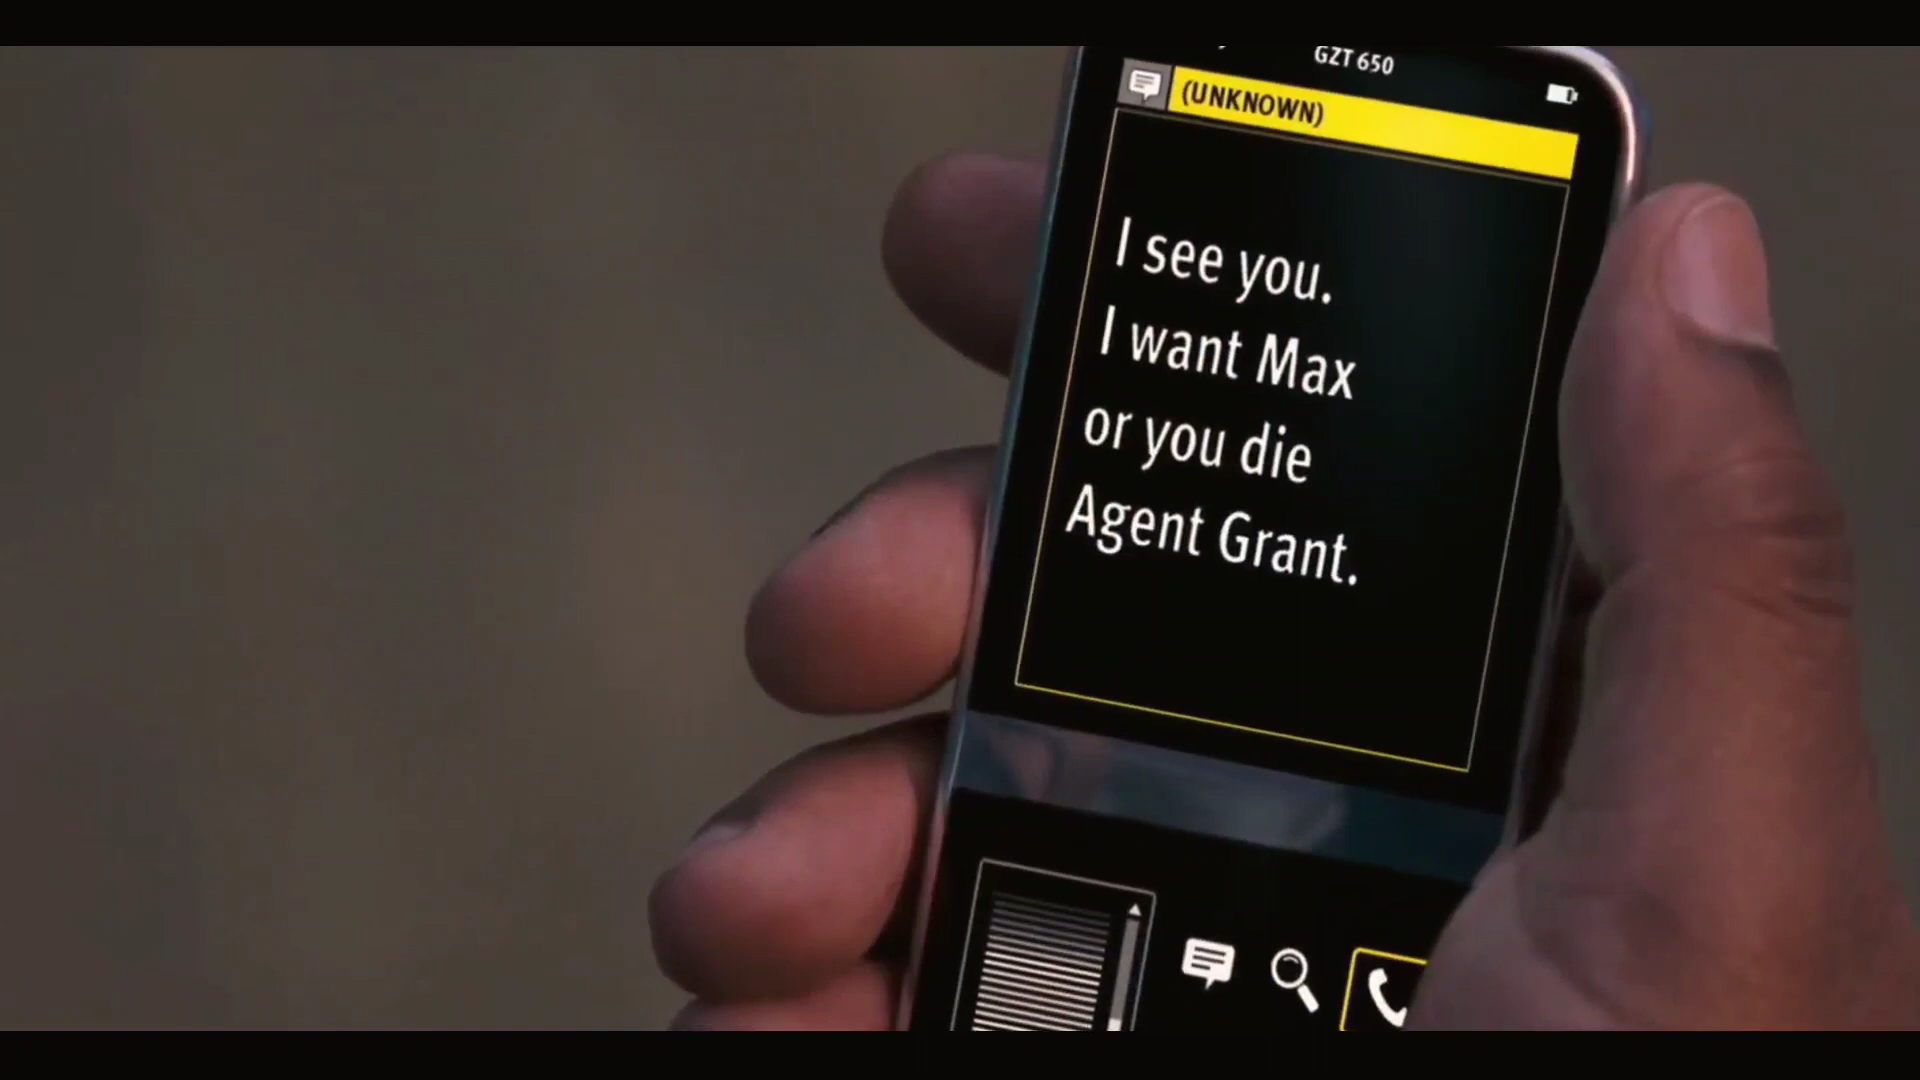 GZT 650
(UNKNOWN)
I see you.
I want Max
or you die
Agent Grant.